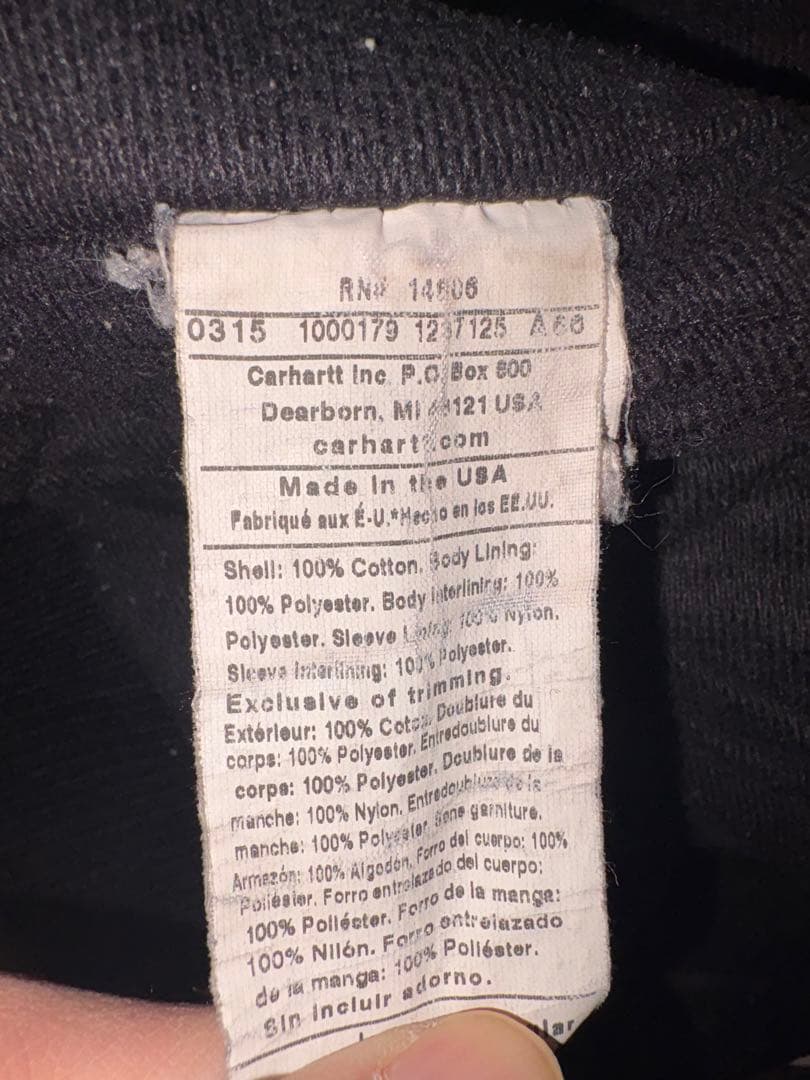 RN# 14806
0315 1000179 1237125 A66
Carhartt Inc. P.O. Box 600
Dearborn, MI 48121 USA
carhartt.com
Made in the USA
Fabriqué aux É-U.*Hecho en los EE.UU.
Shell: 100% Cotton. Body Lining:
100% Polyester. Body Interlining: 100%
Polyester. Sleeve Lining: 100% Nylon.
Sleeve Interlining: 100% Polyester.
Exclusive of trimming.
Extérieur: 100% Coton. Doublure du
corps: 100% Polyester. Entredoublure du
corps: 100% Polyester. Doublure de la
manche: 100% Nylon. Entredoublure de la
manche: 100% Polyester. Sans garniture.
Armazón: 100% Algodón. Forro del cuerpo: 100%
Poliéster. Forro entrelazado del cuerpo:
100% Poliéster. Forro de la manga:
100% Nilón. Forro entrelazado
de la manga: 100% Poliéster.
Sin incluir adorno.